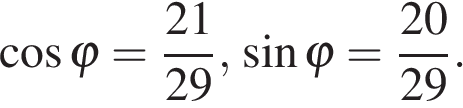 cos φ = 21/29, sin φ = 20/29.